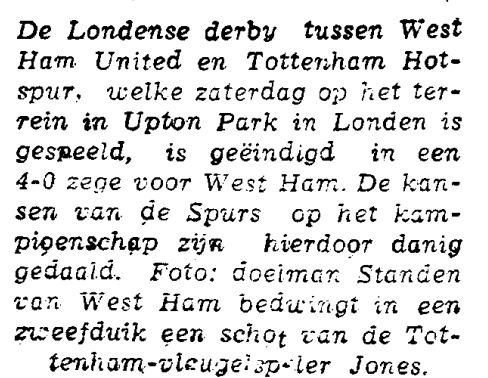 De Londense derby tussen West
Ham United en Tottenham Hot-
spur, welke zaterdag op het ter-
rein in Upton Park in Londen is
gespeeld, is geëindigd in een
4-0 zege voor West Ham. De kan-
sen van de Spurs op het kam-
pioenschap zijn hierdoor danig
gedaald. Foto: doelman Standen
van West Ham bedwingt in een
zweefduik een schot van de Tot-
tenham-vleugelspeler Jones.